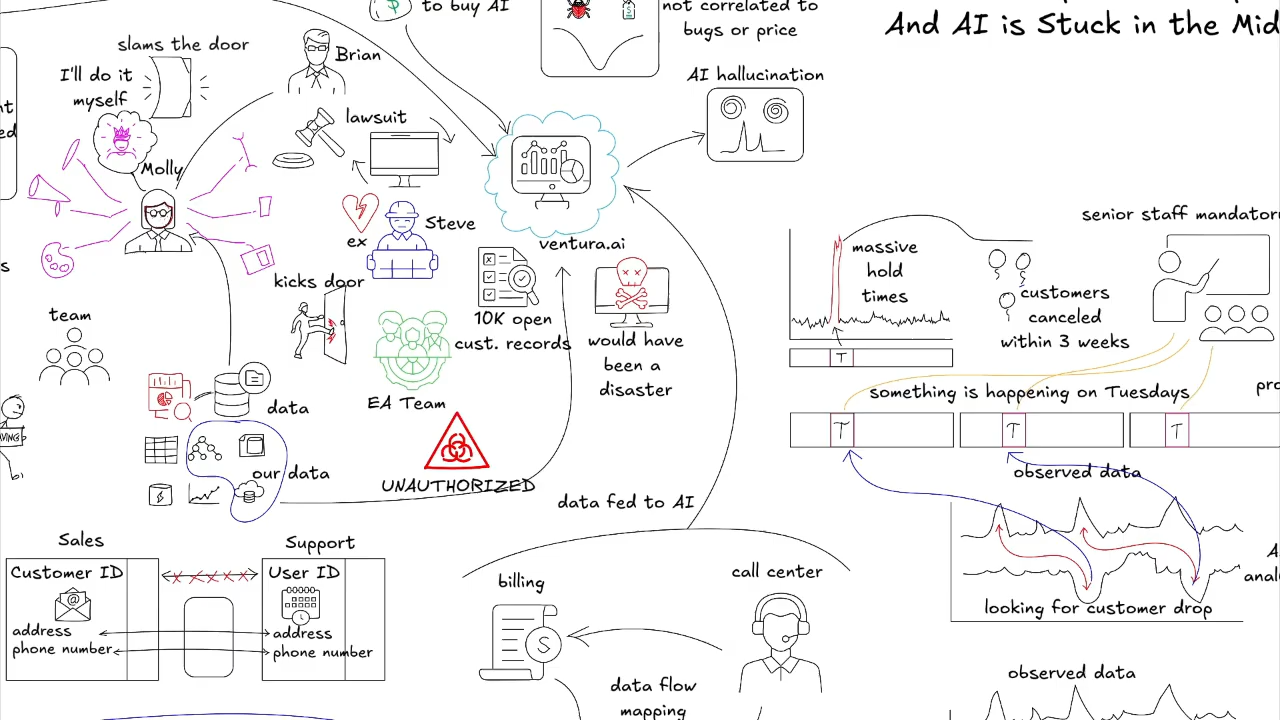 to buy AI
not correlated to
bugs or price
And AI is Stuck in the Mid
slams the door
I'll do it
myself
Brian
lawsuit
AI hallucination
nt
ed
Molly
ex
Steve
ventura.ai
senior staff mandator
massive
hold
times
s
kicks door
10K open
cust. records
would have
been a
disaster
customers
canceled
within 3 weeks
T
team
data
EA Team
something is happening on Tuesdays
pro
T
T
T
our data
UNAUTHORIZED
data fed to AI
observed data
Sales
Support
Customer ID
User ID
@
address
phone number
address
phone number
billing
call center
$
looking for customer drop
A
analy
data flow
mapping
observed data